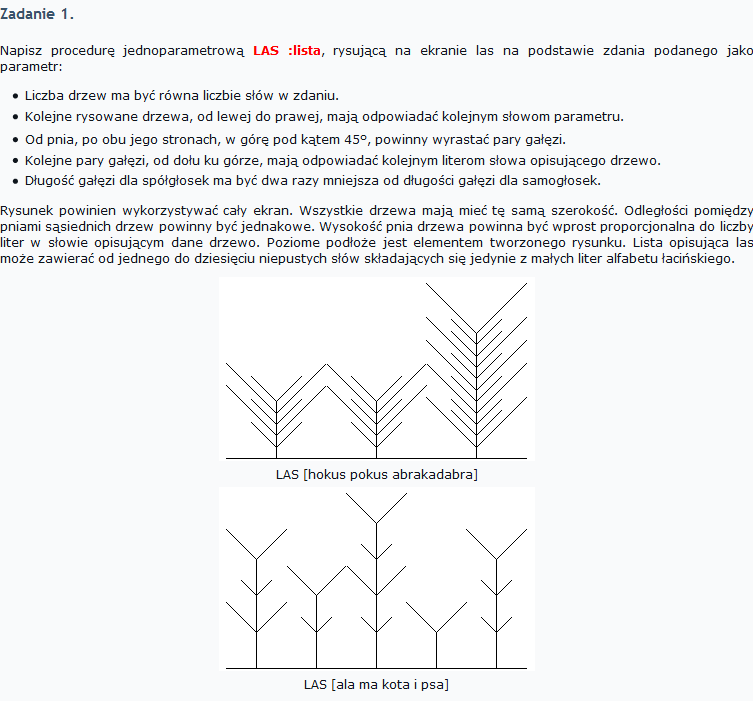 Zadanie 1.
Napisz procedurę jednoparametrową LAS :lista, rysującą na ekranie las na podstawie zdania podanego jako
parametr:
• Liczba drzew ma być równa liczbie słów w zdaniu.
• Kolejne rysowane drzewa, od lewej do prawej, mają odpowiadać kolejnym słowom parametru.
• Od pnia, po obu jego stronach, w górę pod kątem 45º, powinny wyrastać pary gałęzi.
• Kolejne pary gałęzi, od dołu ku górze, mają odpowiadać kolejnym literom słowa opisującego drzewo.
• Długość gałęzi dla spółgłosek ma być dwa razy mniejsza od długości gałęzi dla samogłosek.
Rysunek powinien wykorzystywać cały ekran. Wszystkie drzewa mają mieć tę samą szerokość. Odległości pomiędzy
pniami sąsiednich drzew powinny być jednakowe. Wysokość pnia drzewa powinna być wprost proporcjonalna do liczby
liter w słowie opisującym dane drzewo. Poziome podłoże jest elementem tworzonego rysunku. Lista opisująca las
może zawierać od jednego do dziesięciu niepustych słów składających się jedynie z małych liter alfabetu łacińskiego.
LAS [hokus pokus abrakadabra]
LAS [ala ma kota i psa]